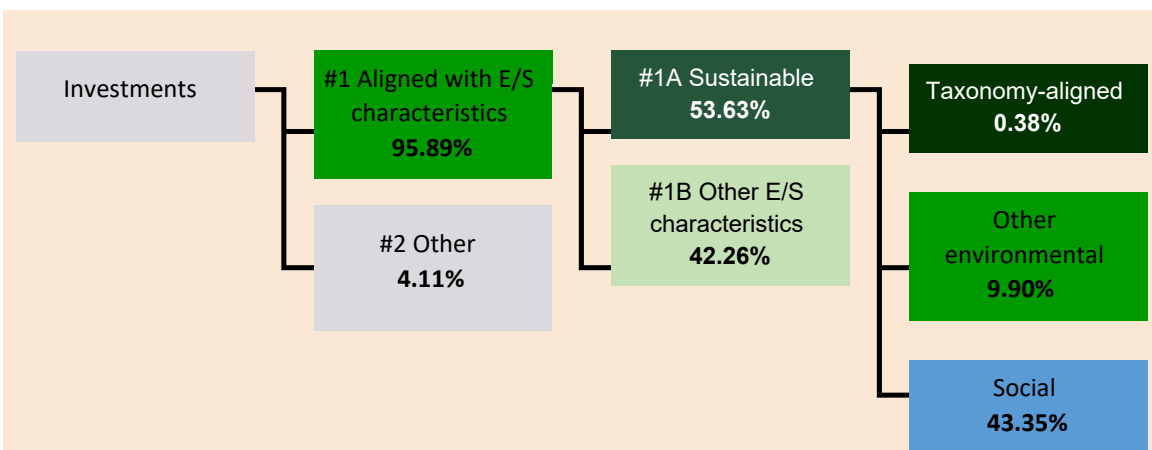 Investments
#1 Aligned with E/S
characteristics
95.89%
#2 Other
4.11%
#1A Sustainable
53.63%
#1B Other E/S
characteristics
42.26%
Taxonomy-aligned
0.38%
Other
environmental
9.90%
Social
43.35%